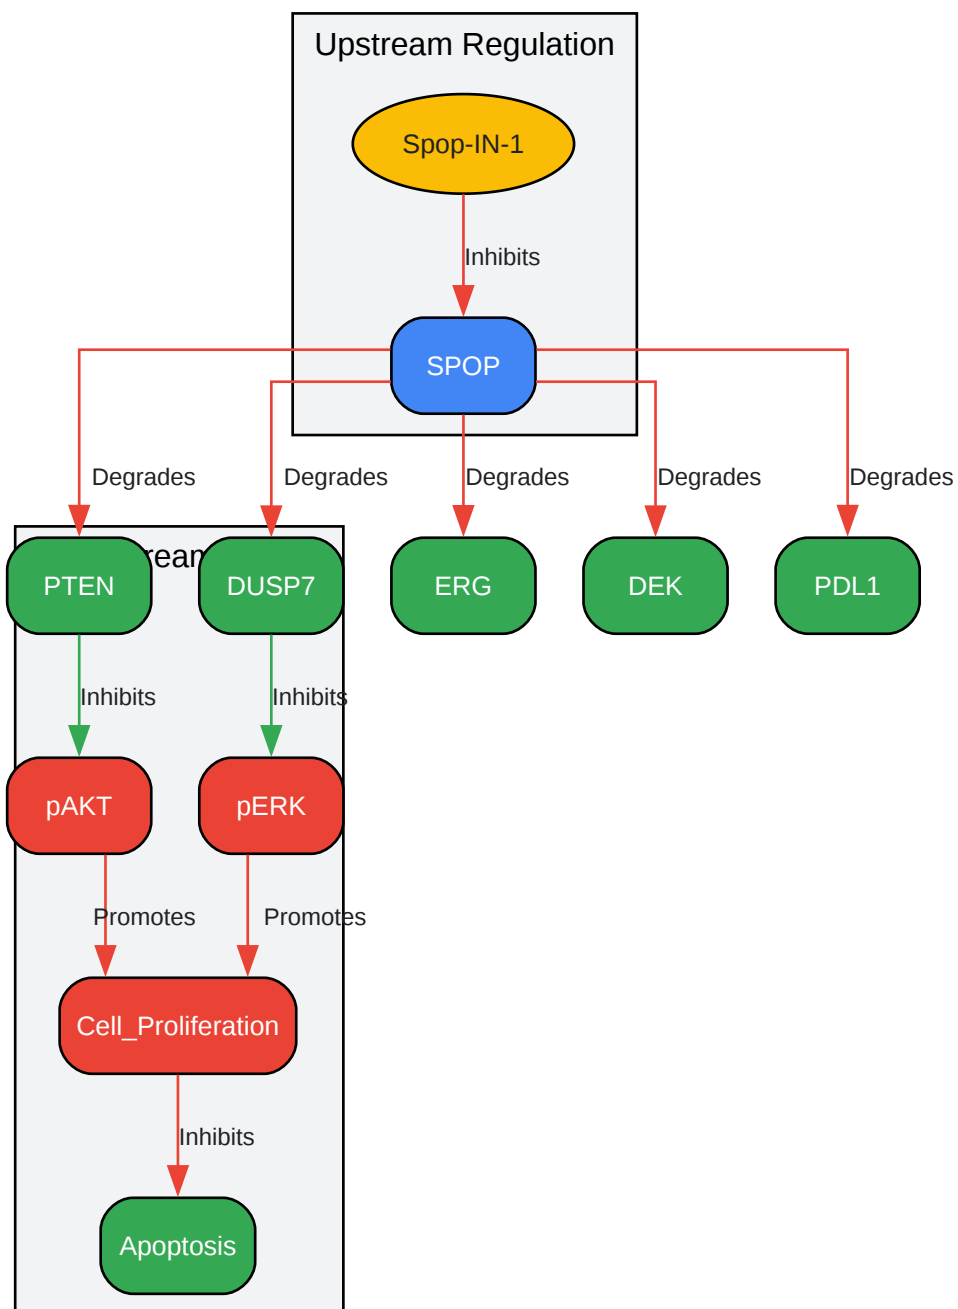 Upstream Regulation
Spop-IN-1
Inhibits
SPOP
Degrades Degrades Degrades Degrades Degrades
PTEN DUSP7 ERG DEK PDL1
Inhibits Inhibits
pAKT pERK
Promotes Promotes
Cell_Proliferation
Inhibits
Apoptosis